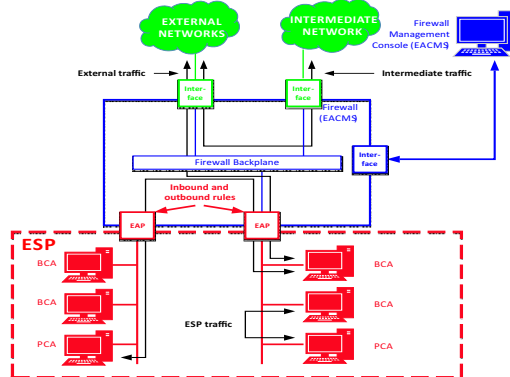 EXTERNAL
NETWORKS
INTERMEDIATE
NETWORK
Firewall
Management
Console (EACMS)
External traffic
Intermediate traffic
Inter-
face
Inter-
face
Firewall
(EACMS)
Firewall Backplane
Inter-
face
Inbound and
outbound rules
EAP
EAP
ESP
BCA
BCA
BCA
BCA
ESP traffic
PCA
PCA